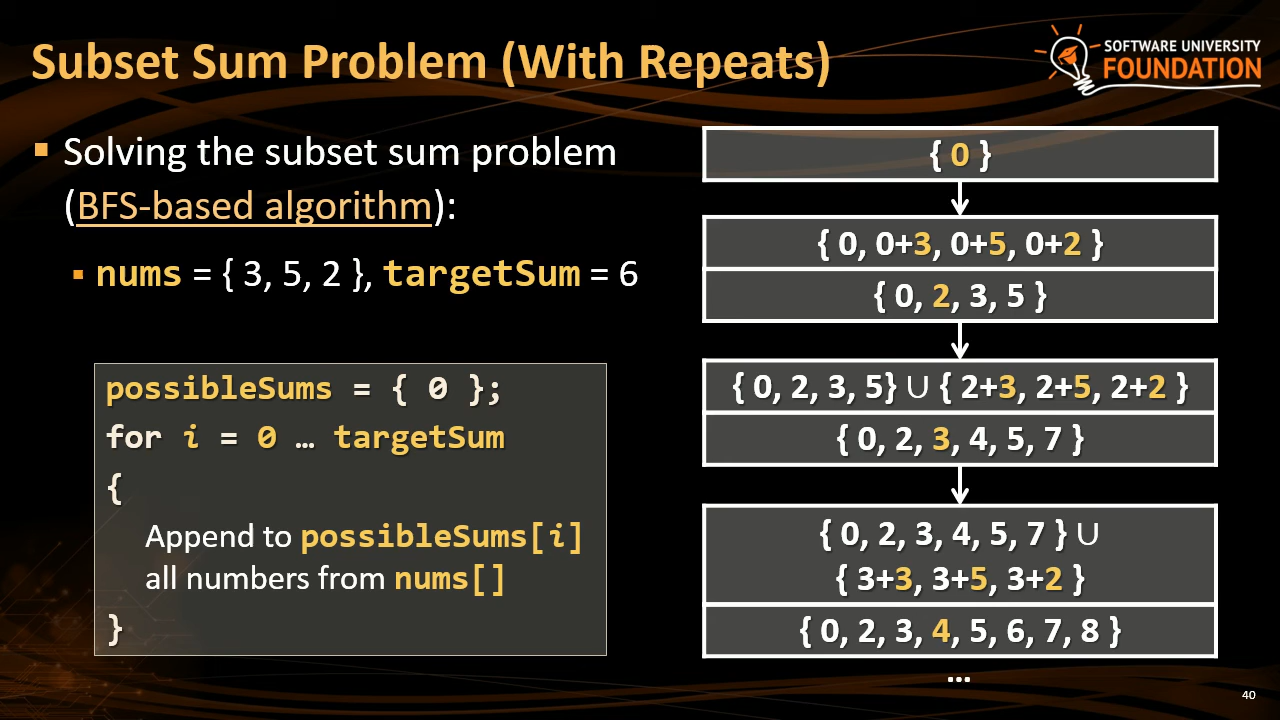 Subset Sum Problem (With Repeats)
SOFTWARE UNIVERSITY
FOUNDATION
Solving the subset sum problem
(BFS-based algorithm):
nums = { 3, 5, 2 }, targetSum = 6
possibleSums = { 0 };
for i = 0 … targetSum
{
Append to possibleSums[i]
all numbers from nums[]
}
{ 0 }
{ 0, 0+3, 0+5, 0+2 }
{ 0, 2, 3, 5 }
{ 0, 2, 3, 5} ∪ { 2+3, 2+5, 2+2 }
{ 0, 2, 3, 4, 5, 7 }
{ 0, 2, 3, 4, 5, 7 } ∪
{ 3+3, 3+5, 3+2 }
{ 0, 2, 3, 4, 5, 6, 7, 8 }
…
40